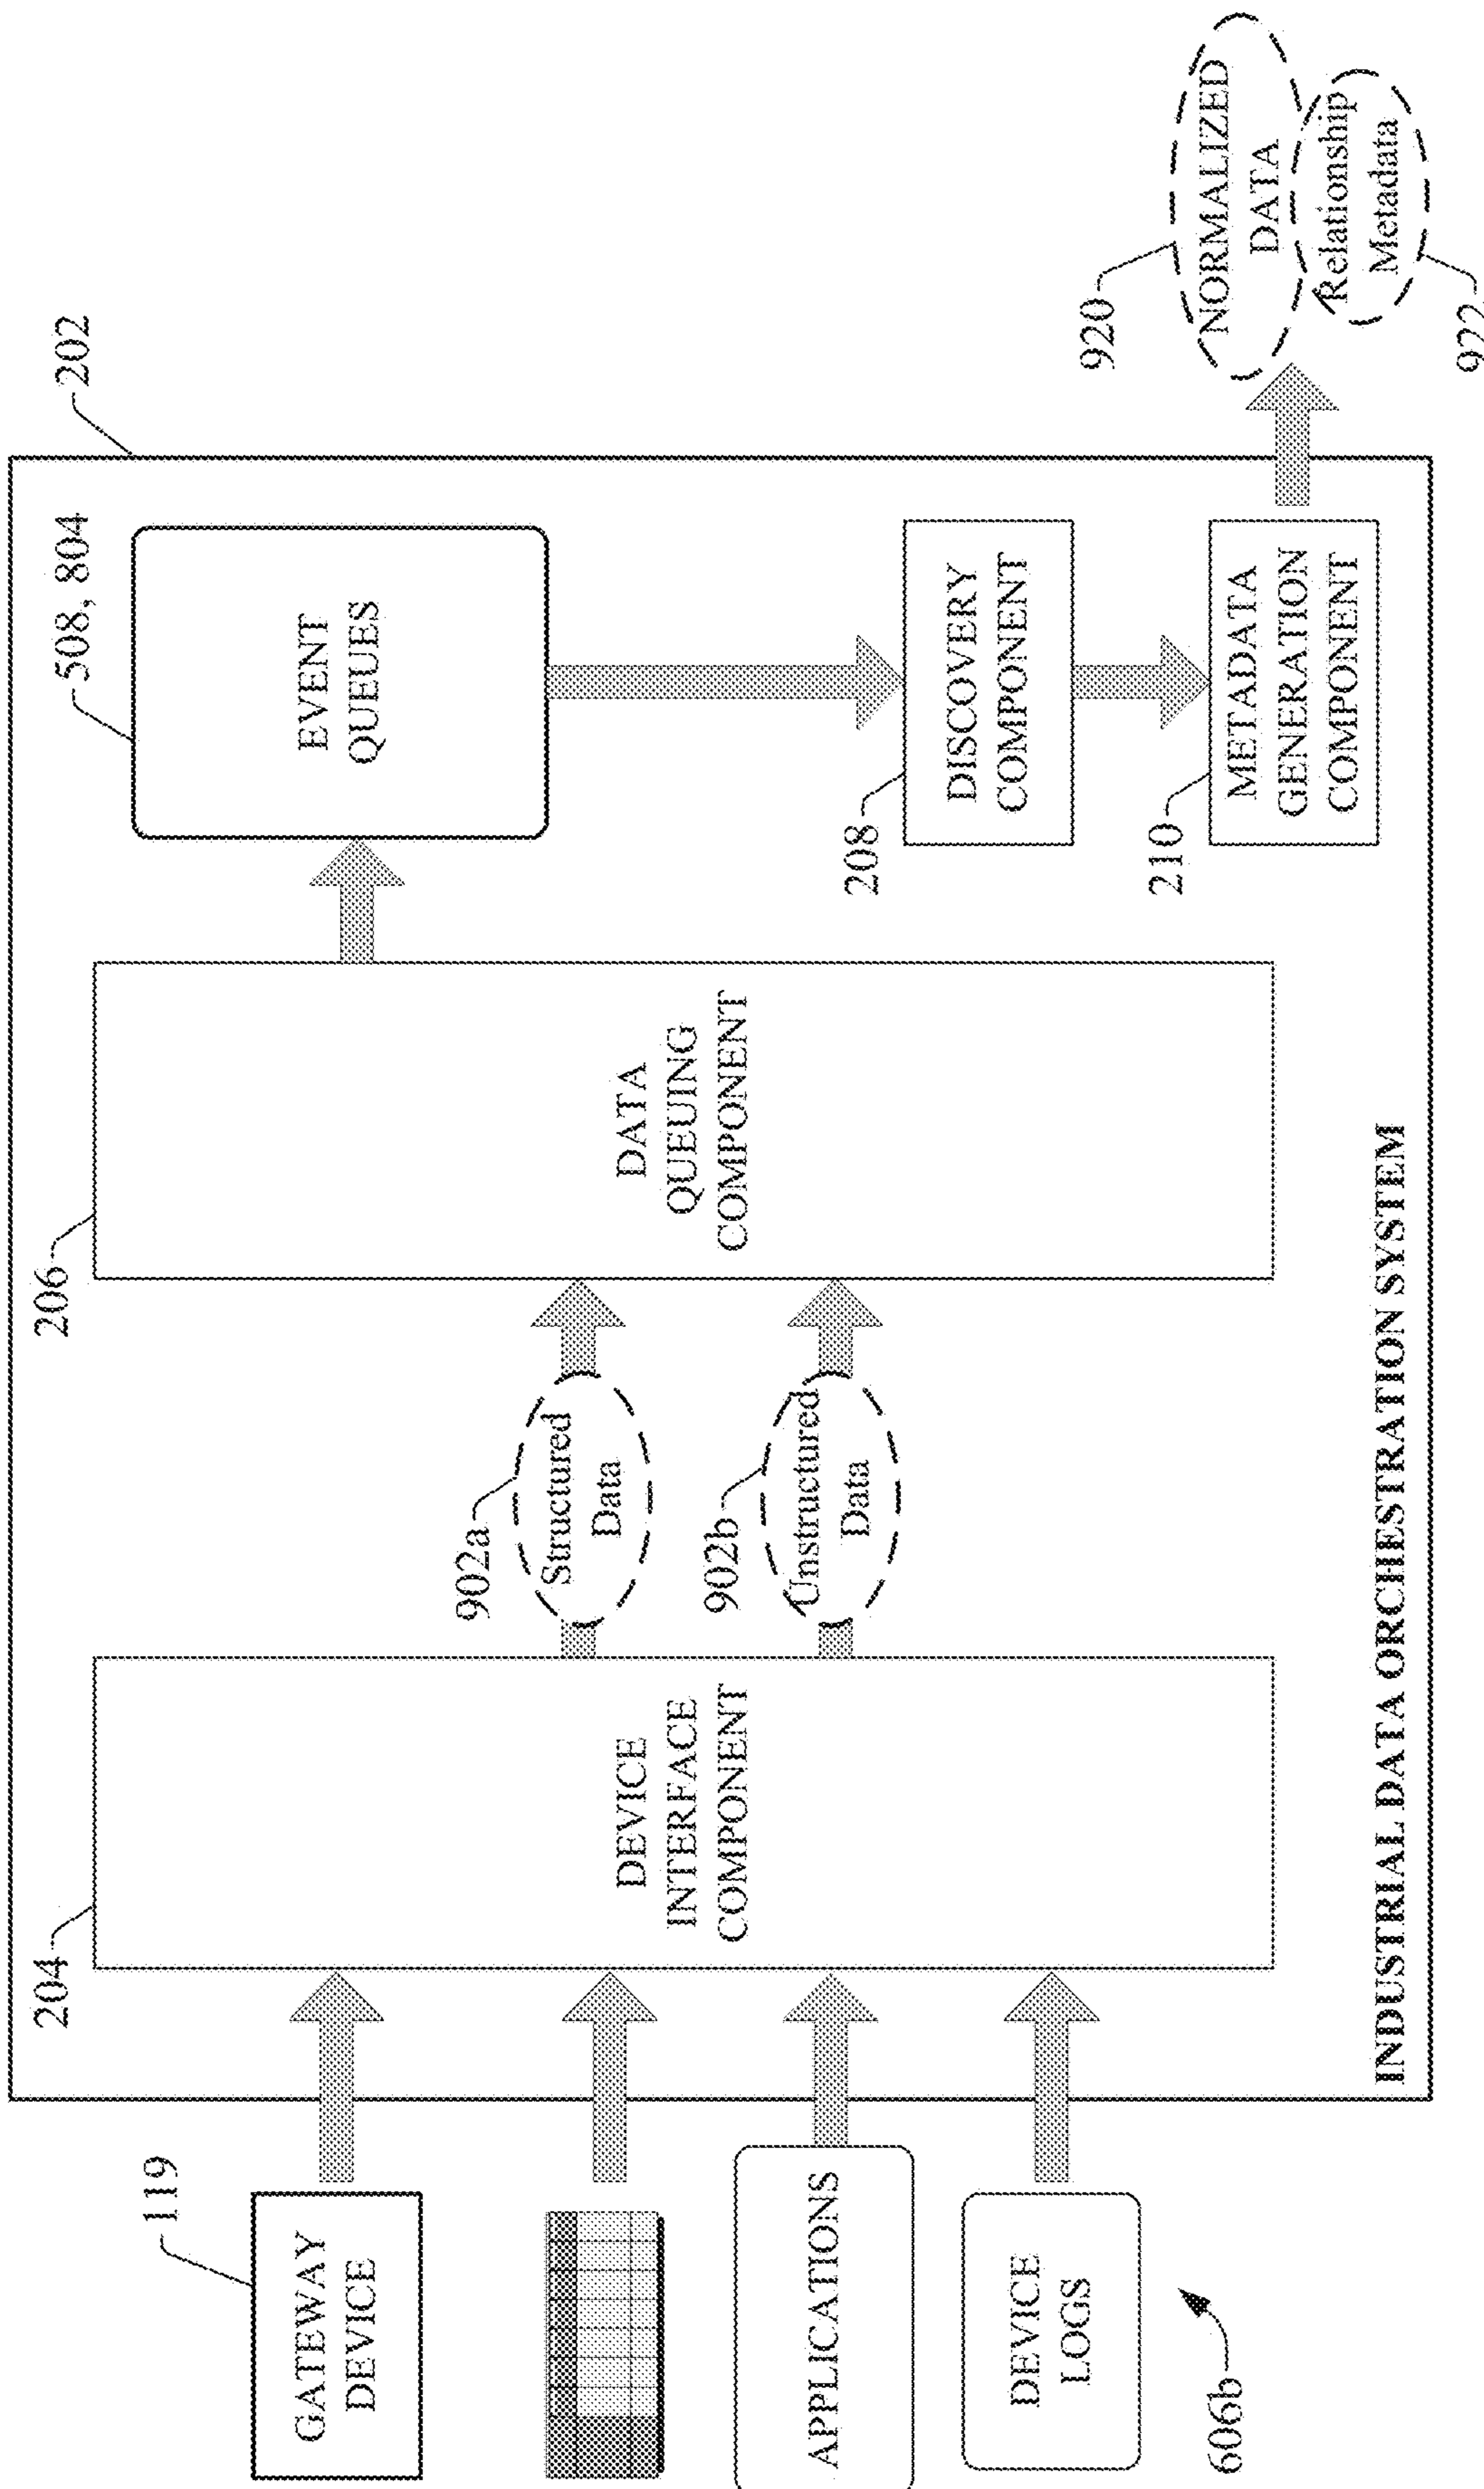 119
GATEWAY
DEVICE
APPLICATIONS
DEVICE
LOGS
606b
202
204
DEVICE
INTERFACE
COMPONENT
902a
Structured
Data
902b
Unstructured
Data
206
DATA
QUEUING
COMPONENT
508, 804
EVENT
QUEUES
208
DISCOVERY
COMPONENT
210
METADATA
GENERATION
COMPONENT
INDUSTRIAL DATA ORCHESTRATION SYSTEM
920
NORMALIZED
DATA
Relationship
Metadata
922